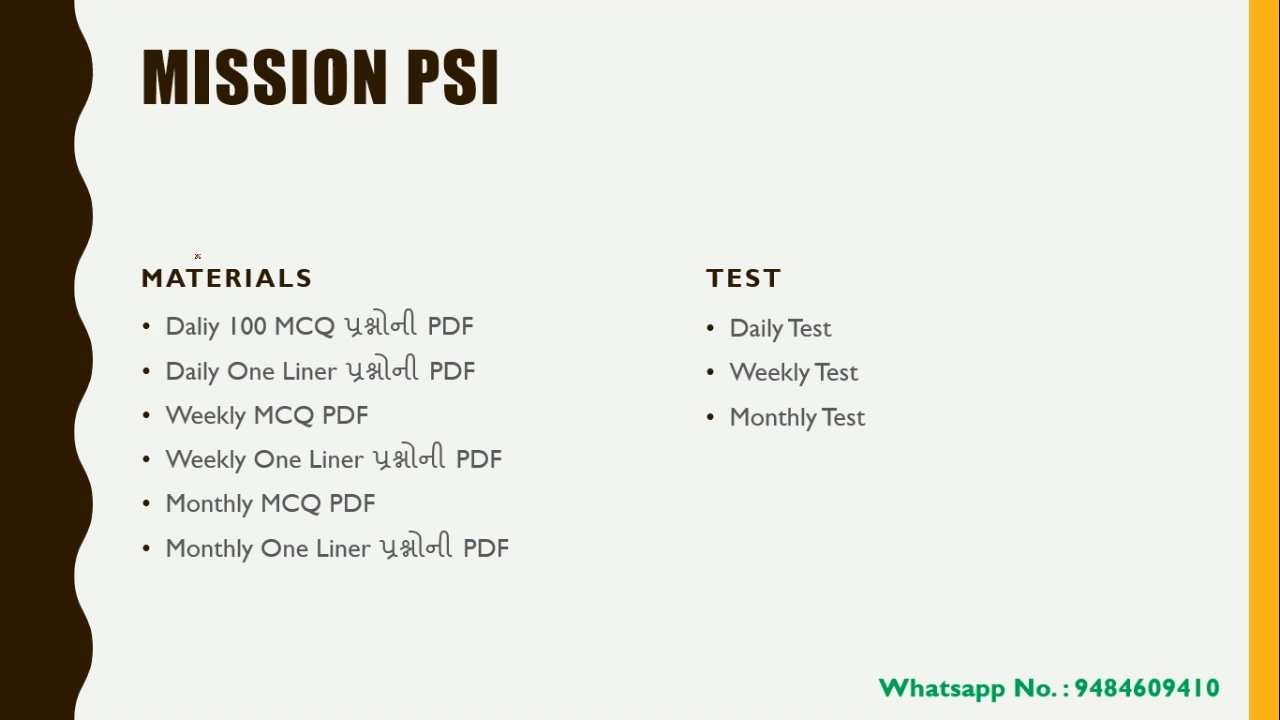 MISSION PSI
MATERIALS
• Daliy 100 MCQ પ્રશ્નોની PDF
• Daily One Liner પ્રશ્નોની PDF
• Weekly MCQ PDF
• Weekly One Liner પ્રશ્નોની PDF
• Monthly MCQ PDF
• Monthly One Liner પ્રશ્નોની PDF
TEST
• Daily Test
• Weekly Test
• Monthly Test
Whatsapp No. : 9484609410